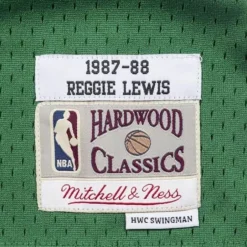 1987-88
REGGIE LEWIS
NBA
HARDWOOD
CLASSICS
Mitchell & Ness
HWC SWINGMAN